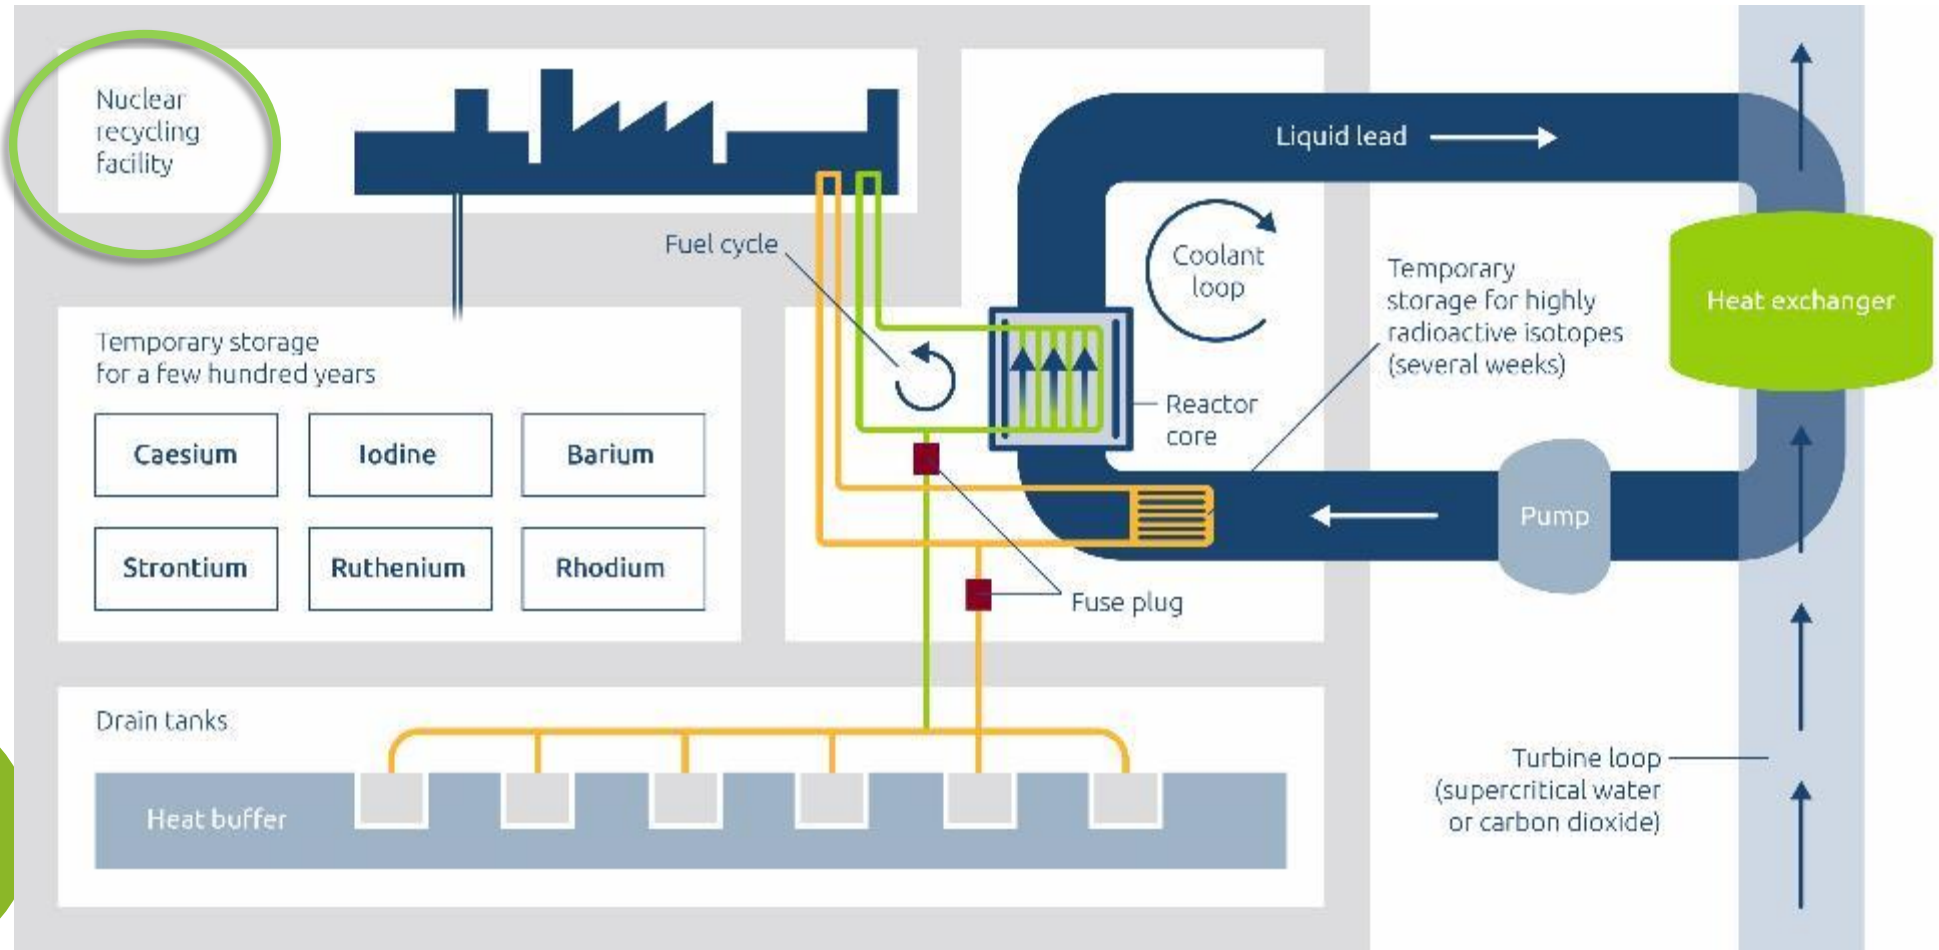 Nuclear
recycling
facility
Liquid lead
Fuel cycle
Coolant
loop
Temporary
storage for highly
radioactive isotopes
(several weeks)
Heat exchanger
Temporary storage
for a few hundred years
Reactor
core
Caesium
Iodine
Barium
Pump
Strontium
Ruthenium
Rhodium
Fuse plug
Drain tanks
Turbine loop
(supercritical water
or carbon dioxide)
Heat buffer